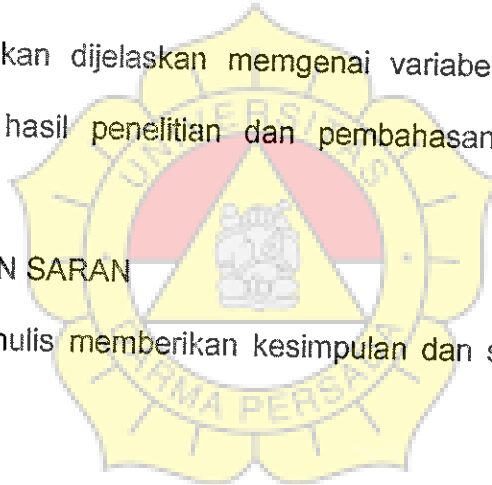 kan dijelaskan memgenai variabe
hasil penelitian dan pembahasan
N SARAN
nulis memberikan kesimpulan dan s
UNIVERSITAS
DARMA PERSADA